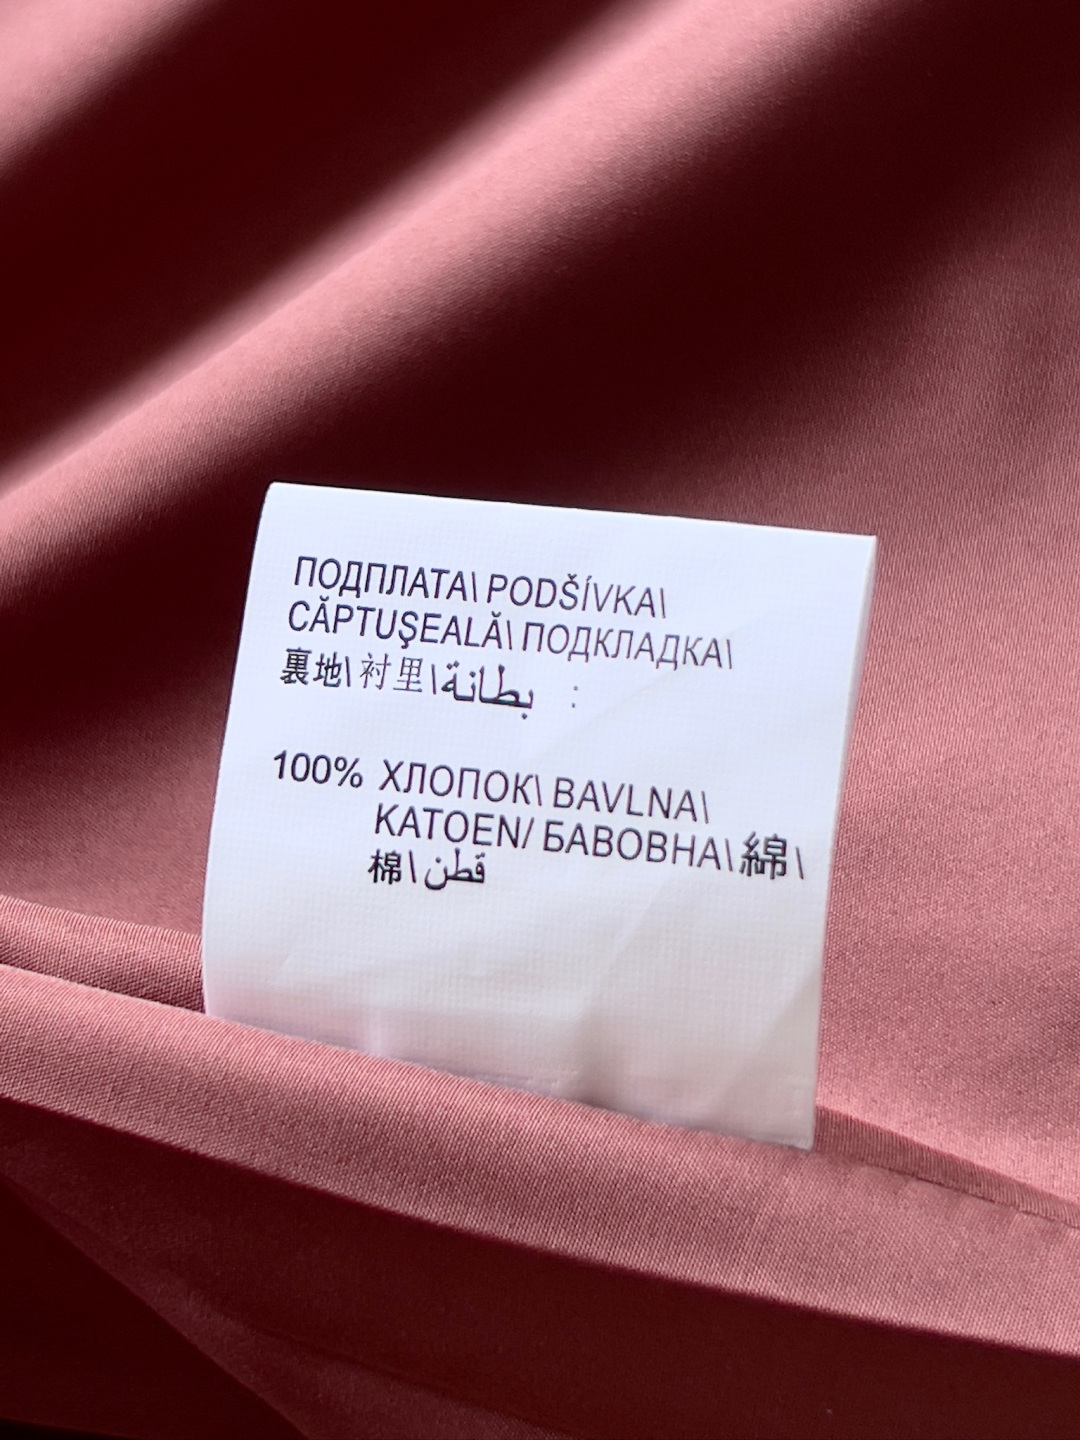 ПОДПЛАТА\ PODŠÍVKA\
CĂPTUŞEALĂ\ ПОДКЛАДКА\
裏地\ 衬里\ بطانة :
100% ХЛОПОК\ BAVLNA\
KATOEN/ БАВОВНА\ 綿\
棉\ قطن